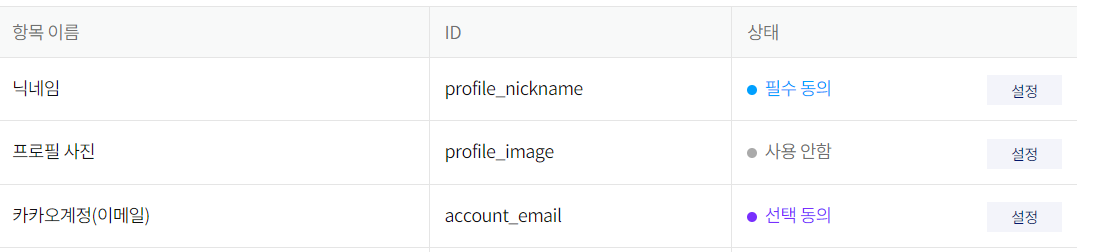 항목 이름 ID 상태
닉네임 profile_nickname 필수 동의 설정
프로필 사진 profile_image 사용 안함 설정
카카오계정(이메일) account_email 선택 동의 설정